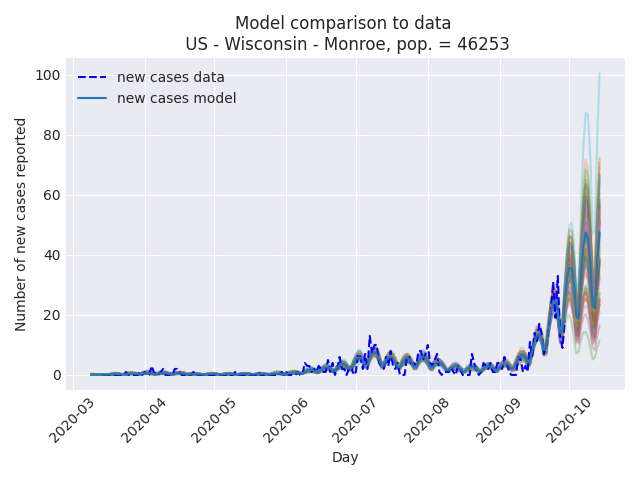 Model comparison to data
US - Wisconsin - Monroe, pop. = 46253
new cases data
new cases model
Number of new cases reported
100
80
60
40
20
0
2020-03
2020-04
2020-05
2020-06
2020-07
2020-08
2020-09
2020-10
Day